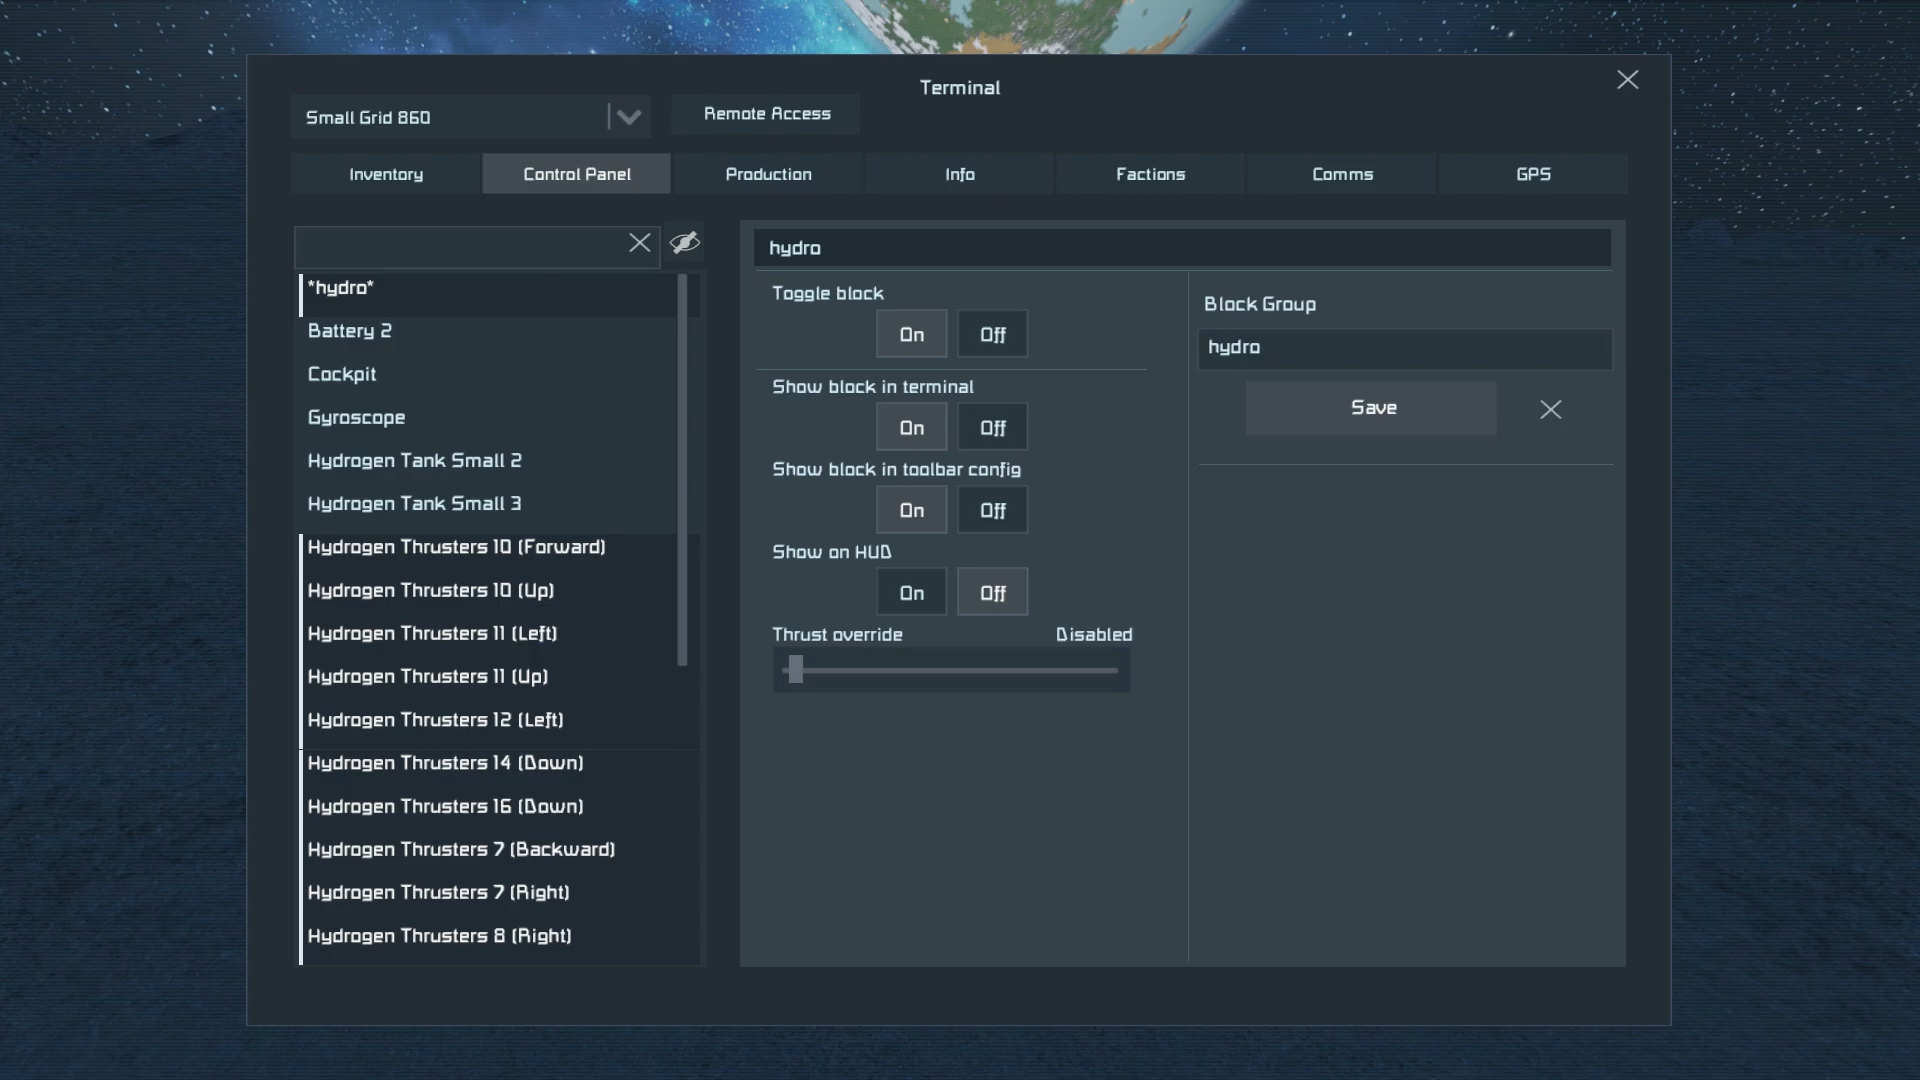 Terminal
Small Grid 860
Remote Access
Inventory
Control Panel
Production
Info
Factions
Comms
GPS
*hydro*
Battery 2
Cockpit
Gyroscope
Hydrogen Tank Small 2
Hydrogen Tank Small 3
Hydrogen Thrusters 10 (Forward)
Hydrogen Thrusters 10 (Up)
Hydrogen Thrusters 11 (Left)
Hydrogen Thrusters 11 (Up)
Hydrogen Thrusters 12 (Left)
Hydrogen Thrusters 14 (Down)
Hydrogen Thrusters 16 (Down)
Hydrogen Thrusters 7 (Backward)
Hydrogen Thrusters 7 (Right)
Hydrogen Thrusters 8 (Right)
hydro
Toggle block
On Off
Show block in terminal
On Off
Show block in toolbar config
On Off
Show on HUD
On Off
Thrust override Disabled
Block Group
hydro
Save